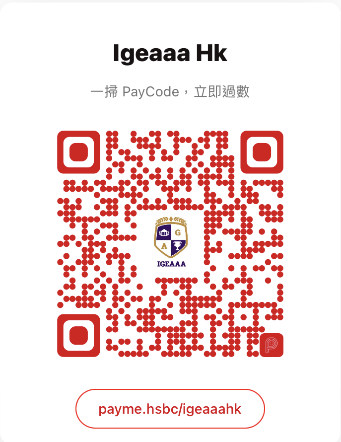 Igeaaa Hk
一掃 PayCode，立即過數
A G
A
IGEAAA
payme.hsbc/igeaaahk